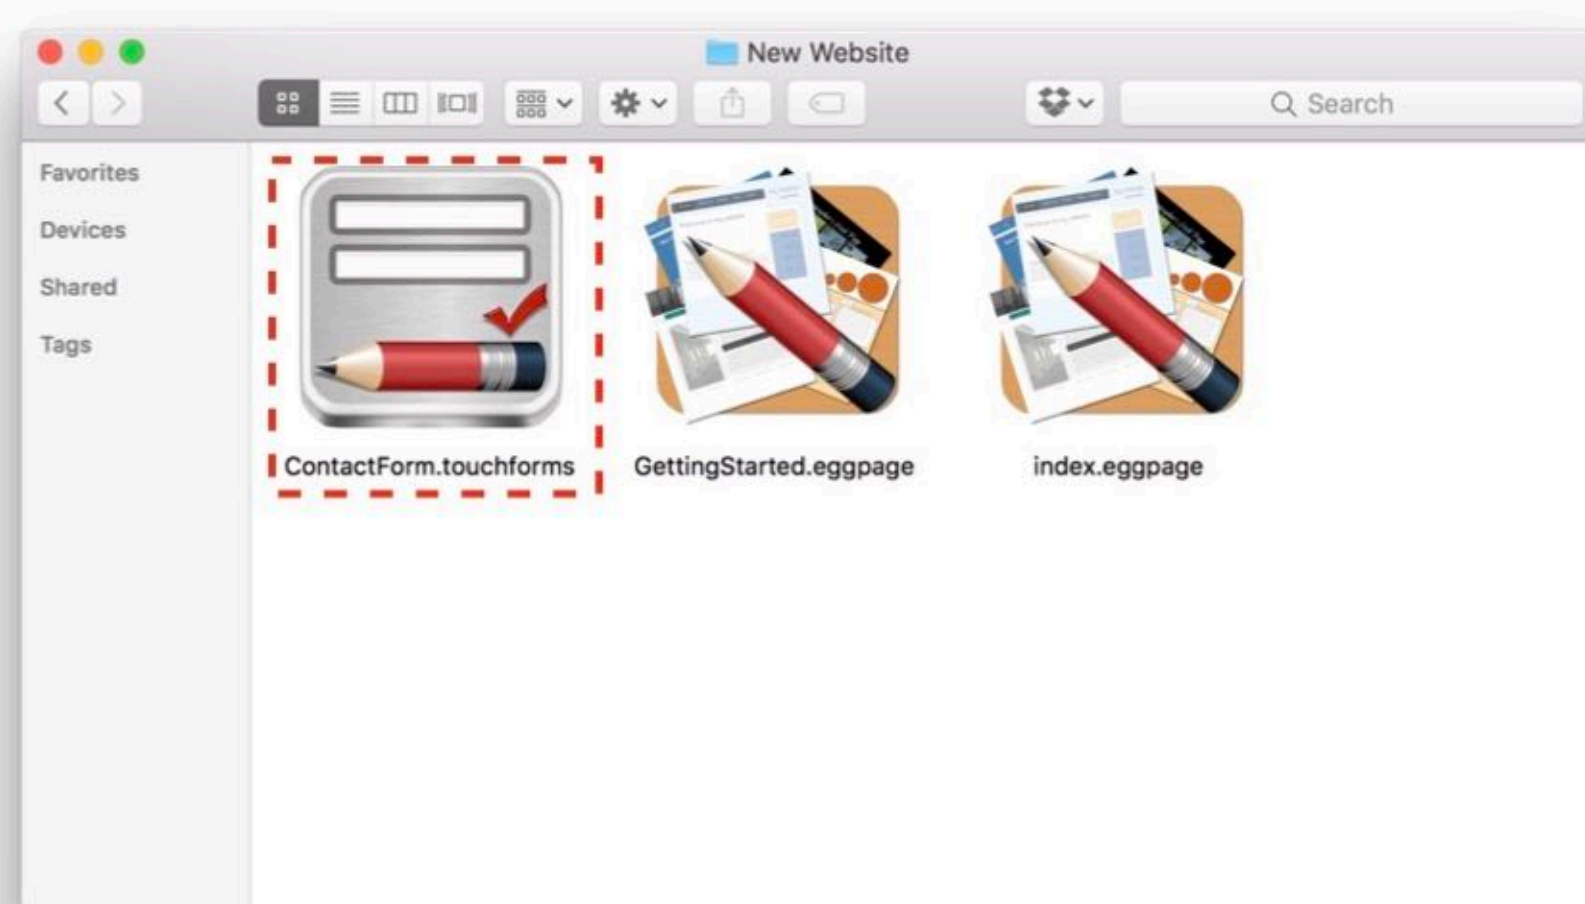 New Website
Search
Favorites
Devices
Shared
Tags
ContactForm.touchforms
GettingStarted.eggpage
index.eggpage